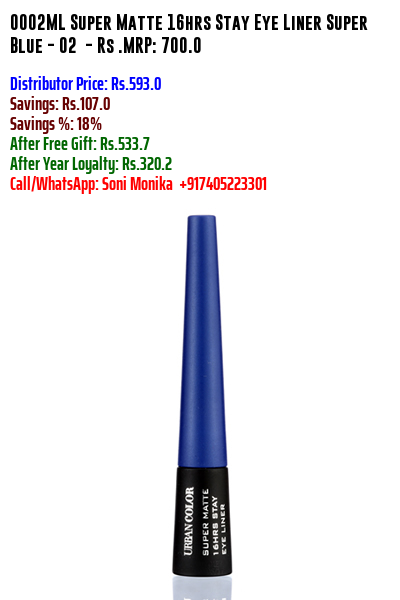 0002ML Super Matte 16hrs Stay Eye Liner Super
Blue - 02 - Rs .MRP: 700.0
Distributor Price: Rs.593.0
Savings: Rs.107.0
Savings %: 18%
After Free Gift: Rs.533.7
After Year Loyalty: Rs.320.2
Call/WhatsApp: Soni Monika +917405223301
URBAN COLOR
SUPER MATTE
16HRS STAY
EYE LINER